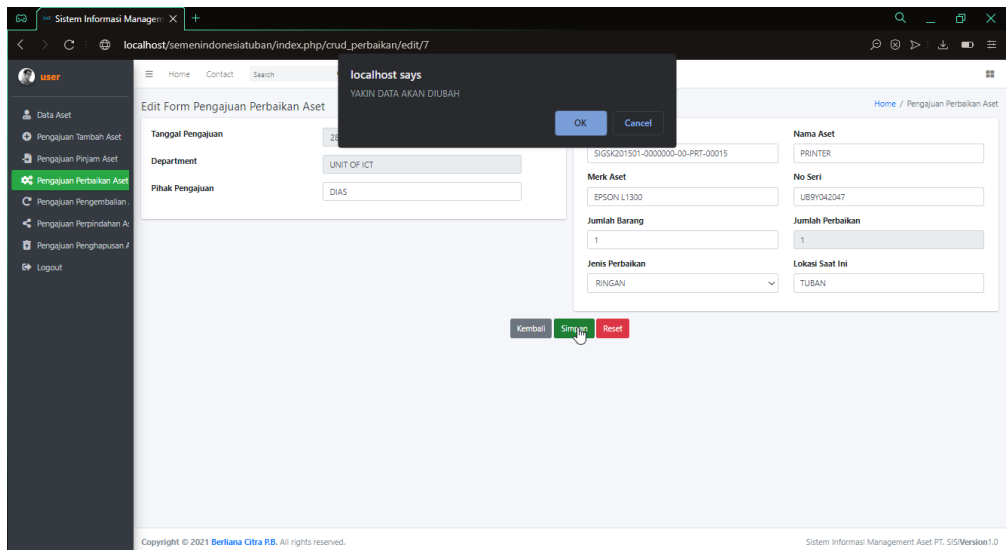 Sistem Informasi Managem
localhost/semenindonesiatuban/index.php/crud_perbaikan/edit/7
user
Data Aset
Pengajuan Tambah Aset
Pengajuan Pinjam Aset
Pengajuan Perbaikan Aset
Pengajuan Pengembalian
Pengajuan Perpindahan As
Pengajuan Penghapusan A
Logout
Home Contact Search
localhost says
YAKIN DATA AKAN DIUBAH
OK Cancel
Edit Form Pengajuan Perbaikan Aset
Home / Pengajuan Perbaikan Aset
Tanggal Pengajuan
28
Department
UNIT OF ICT
Pihak Pengajuan
DIAS
Nama Aset
SIGSK201501-0000000-00-PRT-00015
PRINTER
Merk Aset No Seri
EPSON L1300 UB9Y042047
Jumlah Barang Jumlah Perbaikan
1 1
Jenis Perbaikan Lokasi Saat Ini
RINGAN TUBAN
Kembali Simpan Reset
Copyright © 2021 Berliana Citra P.B. All rights reserved.
Sistem Informasi Management Aset PT. SISIVersion1.0